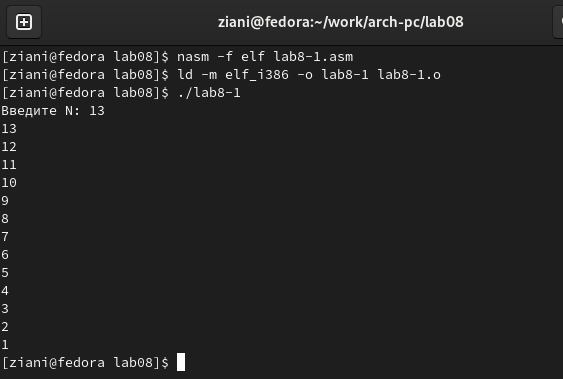 ziani@fedora:~/work/arch-pc/lab08
[ziani@fedora lab08]$ nasm -f elf lab8-1.asm
[ziani@fedora lab08]$ ld -m elf_i386 -o lab8-1 lab8-1.o
[ziani@fedora lab08]$ ./lab8-1
Введите N: 13
13
12
11
10
9
8
7
6
5
4
3
2
1
[ziani@fedora lab08]$